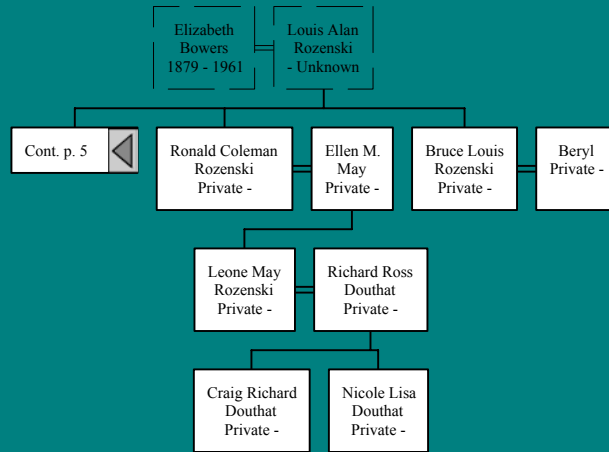 Elizabeth
Bowers
1879 - 1961
Louis Alan
Rozenski
- Unknown
Cont. p. 5
Ronald Coleman
Rozenski
Private -
Ellen M.
May
Private -
Bruce Louis
Rozenski
Private -
Beryl
Private -
Leone May
Rozenski
Private -
Richard Ross
Douthat
Private -
Craig Richard
Douthat
Private -
Nicole Lisa
Douthat
Private -